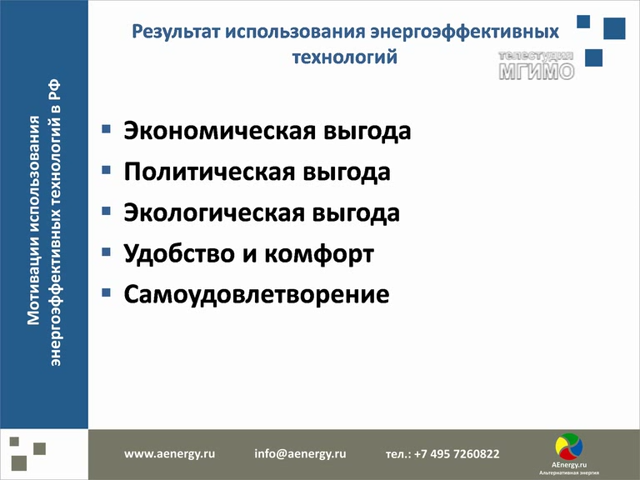 Результат использования энергоэффективных
технологий
телестудия
МГИМО
Мотивации использования
энергоэффективных технологий в РФ
Экономическая выгода
Политическая выгода
Экологическая выгода
Удобство и комфорт
Самоудовлетворение
www.aenergy.ru info@aenergy.ru тел.: +7 495 7260822
AEnergy.ru
Альтернативная энергия